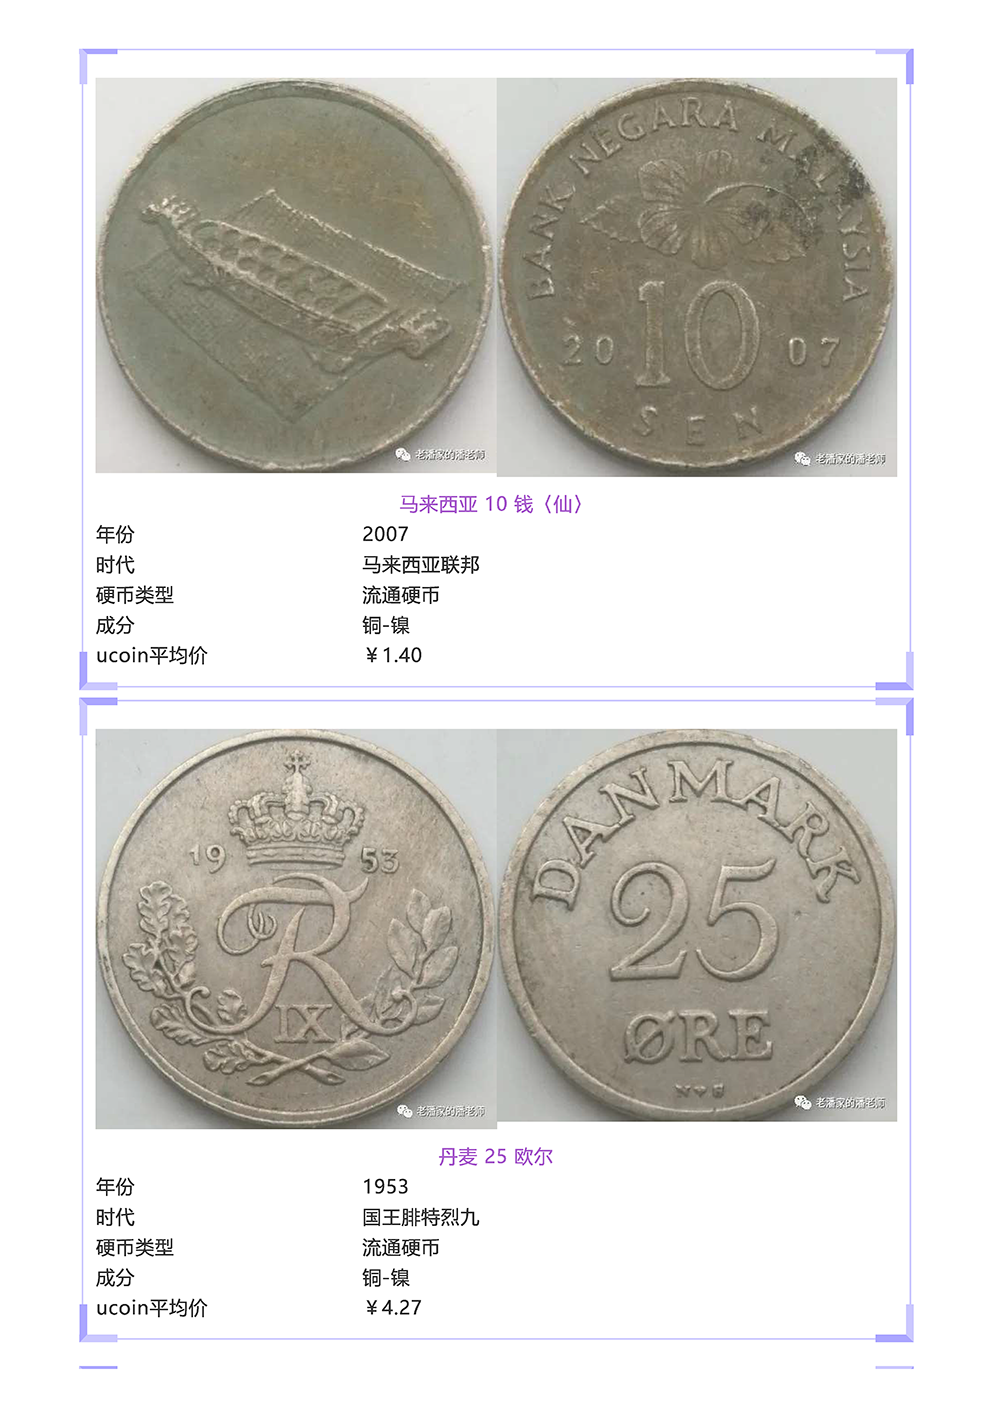 BANK NEGARA MALAYSIA
10
20 07
SEN
老潘家的潘老师
老潘家的潘老师
马来西亚 10 钱〈仙〉
年份 2007
时代 马来西亚联邦
硬币类型 流通硬币
成分 铜-镍
ucoin平均价 ￥1.40
19 53
R
IX
DANMARK
25
ØRE
N♥S
老潘家的潘老师
老潘家的潘老师
丹麦 25 欧尔
年份 1953
时代 国王腓特烈九
硬币类型 流通硬币
成分 铜-镍
ucoin平均价 ￥4.27